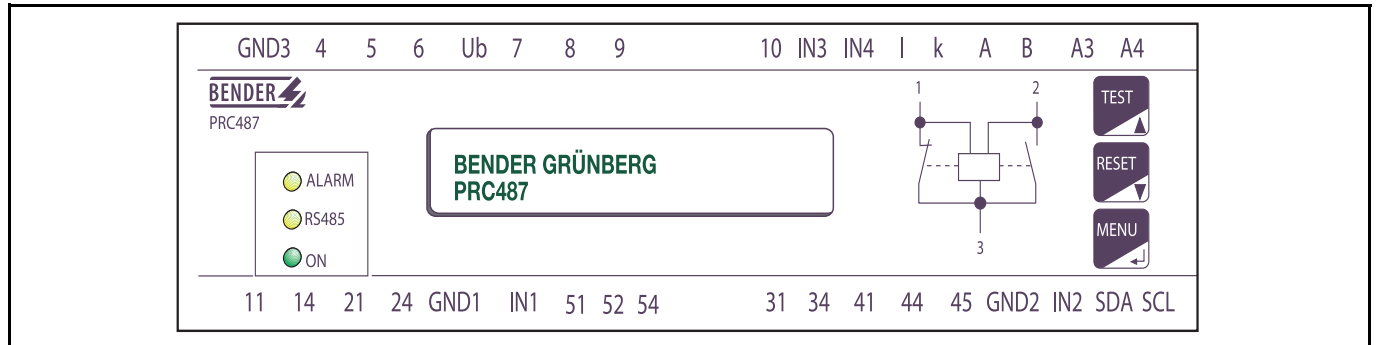 GND3 4 5 6 Ub 7 8 9 10 IN3 IN4 l k A B A3 A4
BENDER
PRC487
ALARM
RS485
ON
BENDER GRÜNBERG
PRC487
1 2
3
TEST
RESET
MENU
11 14 21 24 GND1 IN1 51 52 54 31 34 41 44 45 GND2 IN2 SDA SCL